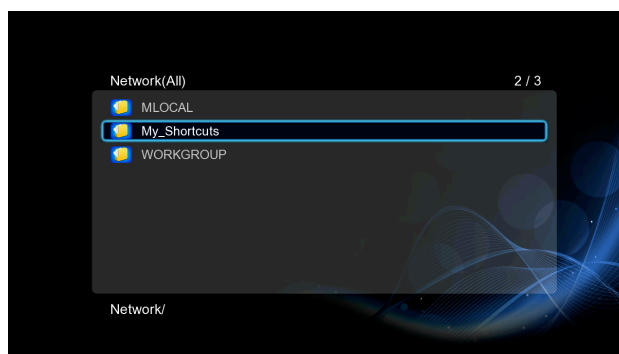 Network(All) 2 / 3
MLOCAL
My_Shortcuts
WORKGROUP
Network/